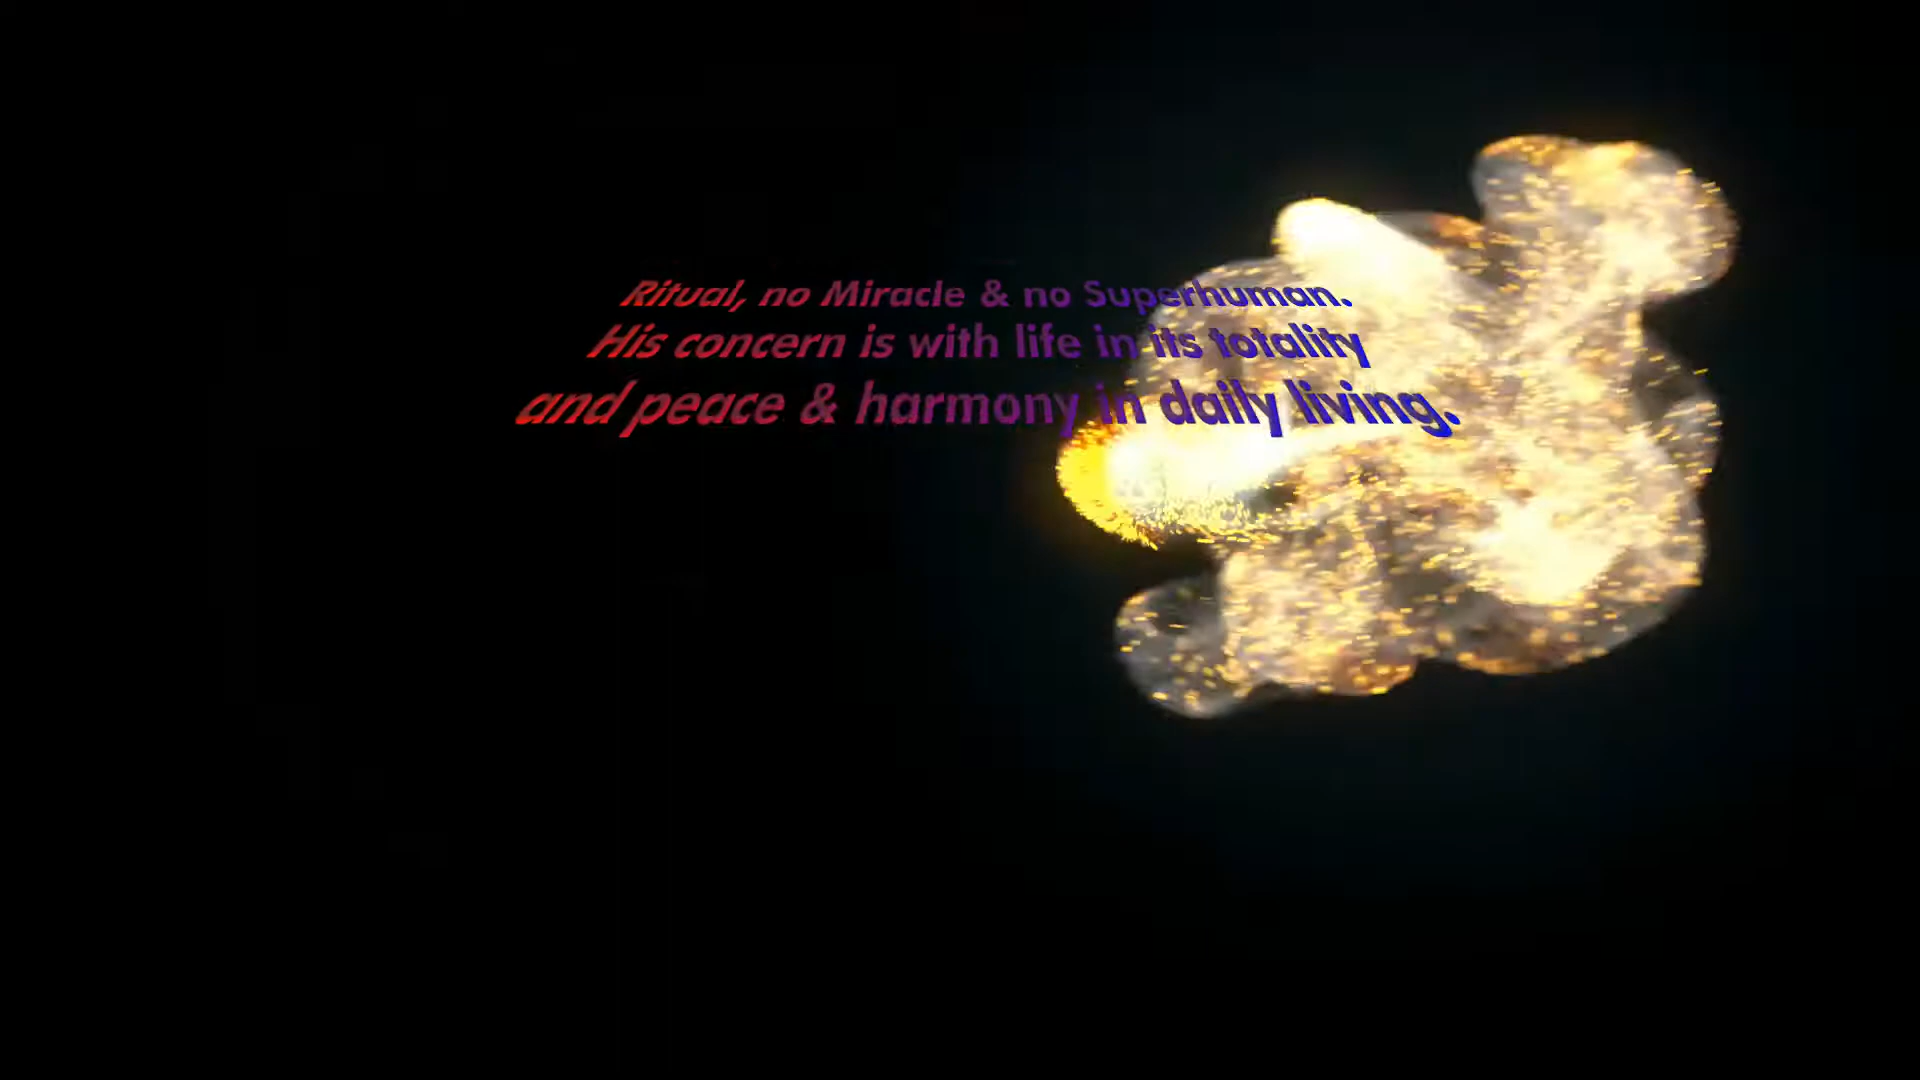 Ritual, no Miracle & no Superhuman.
His concern is with life in its totality
and peace & harmony in daily living.